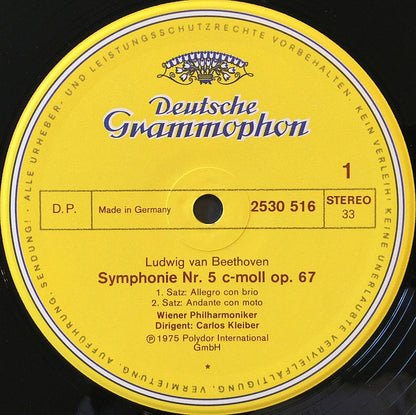 ALLE URHEBER- UND LEISTUNGSSCHUTZRECHTE VORBEHALTEN. KEIN VERLEIH! KEINE UNERLAUBTE VERVIELFÄLTIGUNG, VERMIETUNG, AUFFÜHRUNG, SENDUNG!
Deutsche
Grammophon
1
D.P.
Made in Germany
2530 516
STEREO
33
Ludwig van Beethoven
Symphonie Nr. 5 c-moll op. 67
1. Satz: Allegro con brio
2. Satz: Andante con moto
Wiener Philharmoniker
Dirigent: Carlos Kleiber
Ⓟ 1975 Polydor International
GmbH
*